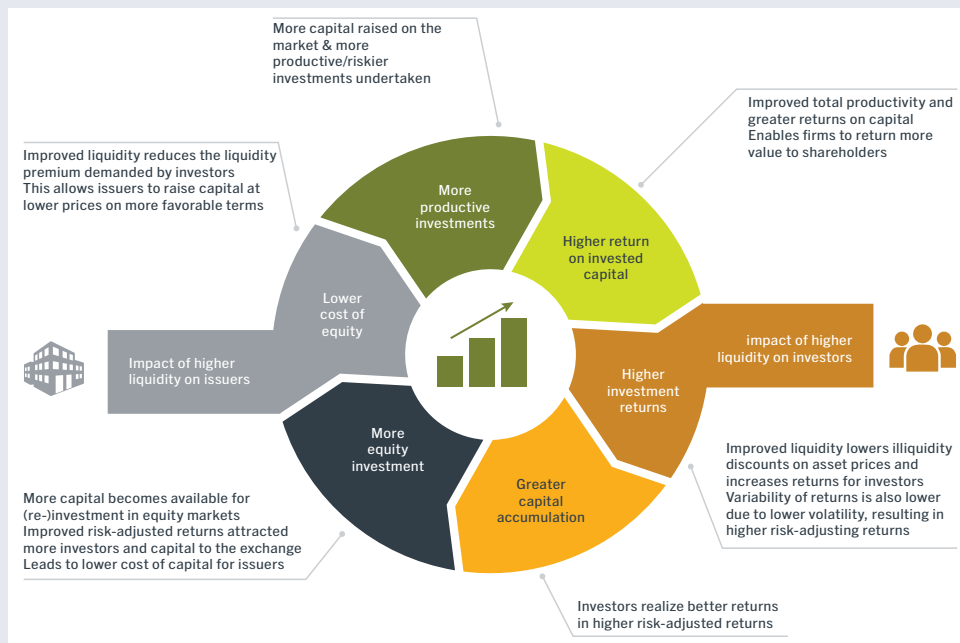 More capital raised on the
market & more
productive/riskier
investments undertaken
Improved total productivity and
greater returns on capital
Enables firms to return more
value to shareholders
Improved liquidity reduces the liquidity
premium demanded by investors
This allows issuers to raise capital at
lower prices on more favorable terms
More
productive
investments
Higher return
on invested
capital
Lower
cost of
equity
Impact of higher
liquidity on issuers
impact of higher
liquidity on investors
Higher
investment
returns
More
equity
investment
Greater
capital
accumulation
Improved liquidity lowers illiquidity
discounts on asset prices and
increases returns for investors
Variability of returns is also lower
due to lower volatility, resulting in
higher risk-adjusting returns
More capital becomes available for
(re-)investment in equity markets
Improved risk-adjusted returns attracted
more investors and capital to the exchange
Leads to lower cost of capital for issuers
Investors realize better returns
in higher risk-adjusted returns